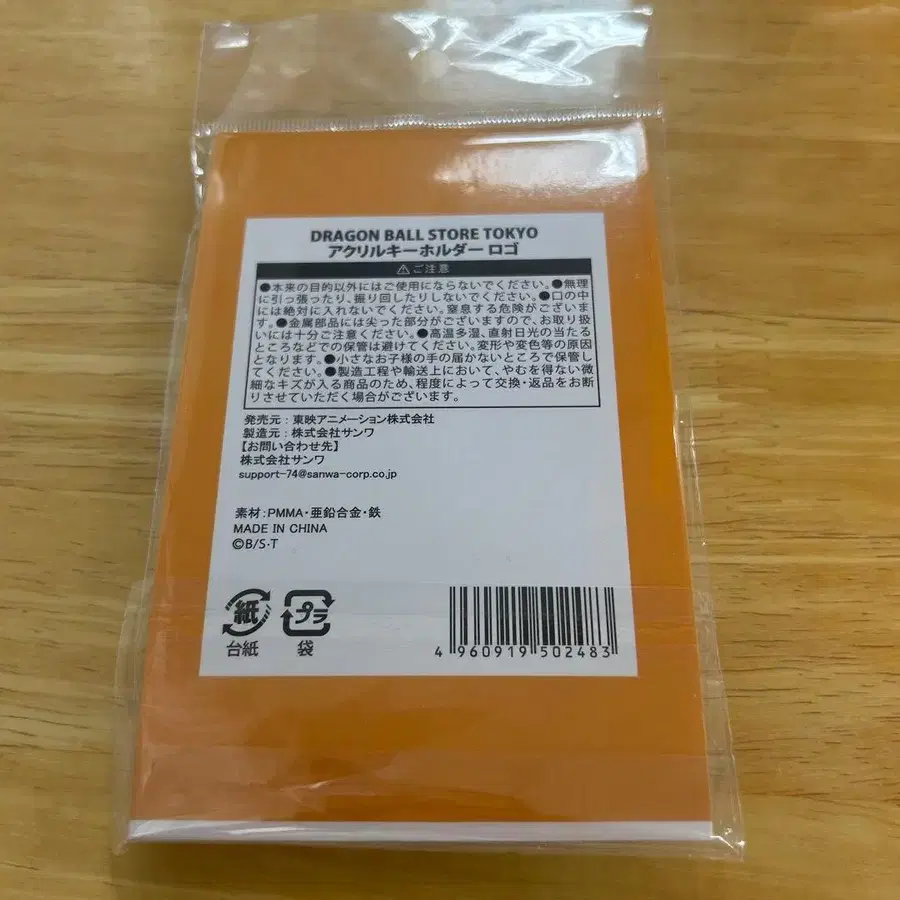 DRAGON BALL STORE TOKYO
アクリルキーホルダー ロゴ
⚠ご注意
●本来の目的以外にはご使用にならないでください。●無理
に引っ張ったり、振り回したりしないでください。●口の中
には絶対に入れないでください。窒息する危険がございま
す。●金属部品には尖った部分がございますので、お取り扱
いには十分ご注意ください。●高温多湿、直射日光の当たる
ところなどでの保管は避けてください。変形や変色等の原因
となります。●小さなお子様の手の届かないところで保管し
てください。●製造工程や輸送上において、やむを得ない微
細なキズが入る商品のため、程度によって交換・返品をお断
りさせていただく場合がございます。
発売元：東映アニメーション株式会社
製造元：株式会社サンワ
【お問い合わせ先】
株式会社サンワ
support-74@sanwa-corp.co.jp
素材：PMMA・亜鉛合金・鉄
MADE IN CHINA
©B/S・T
紙 プラ
台紙 袋
4 960919 502483